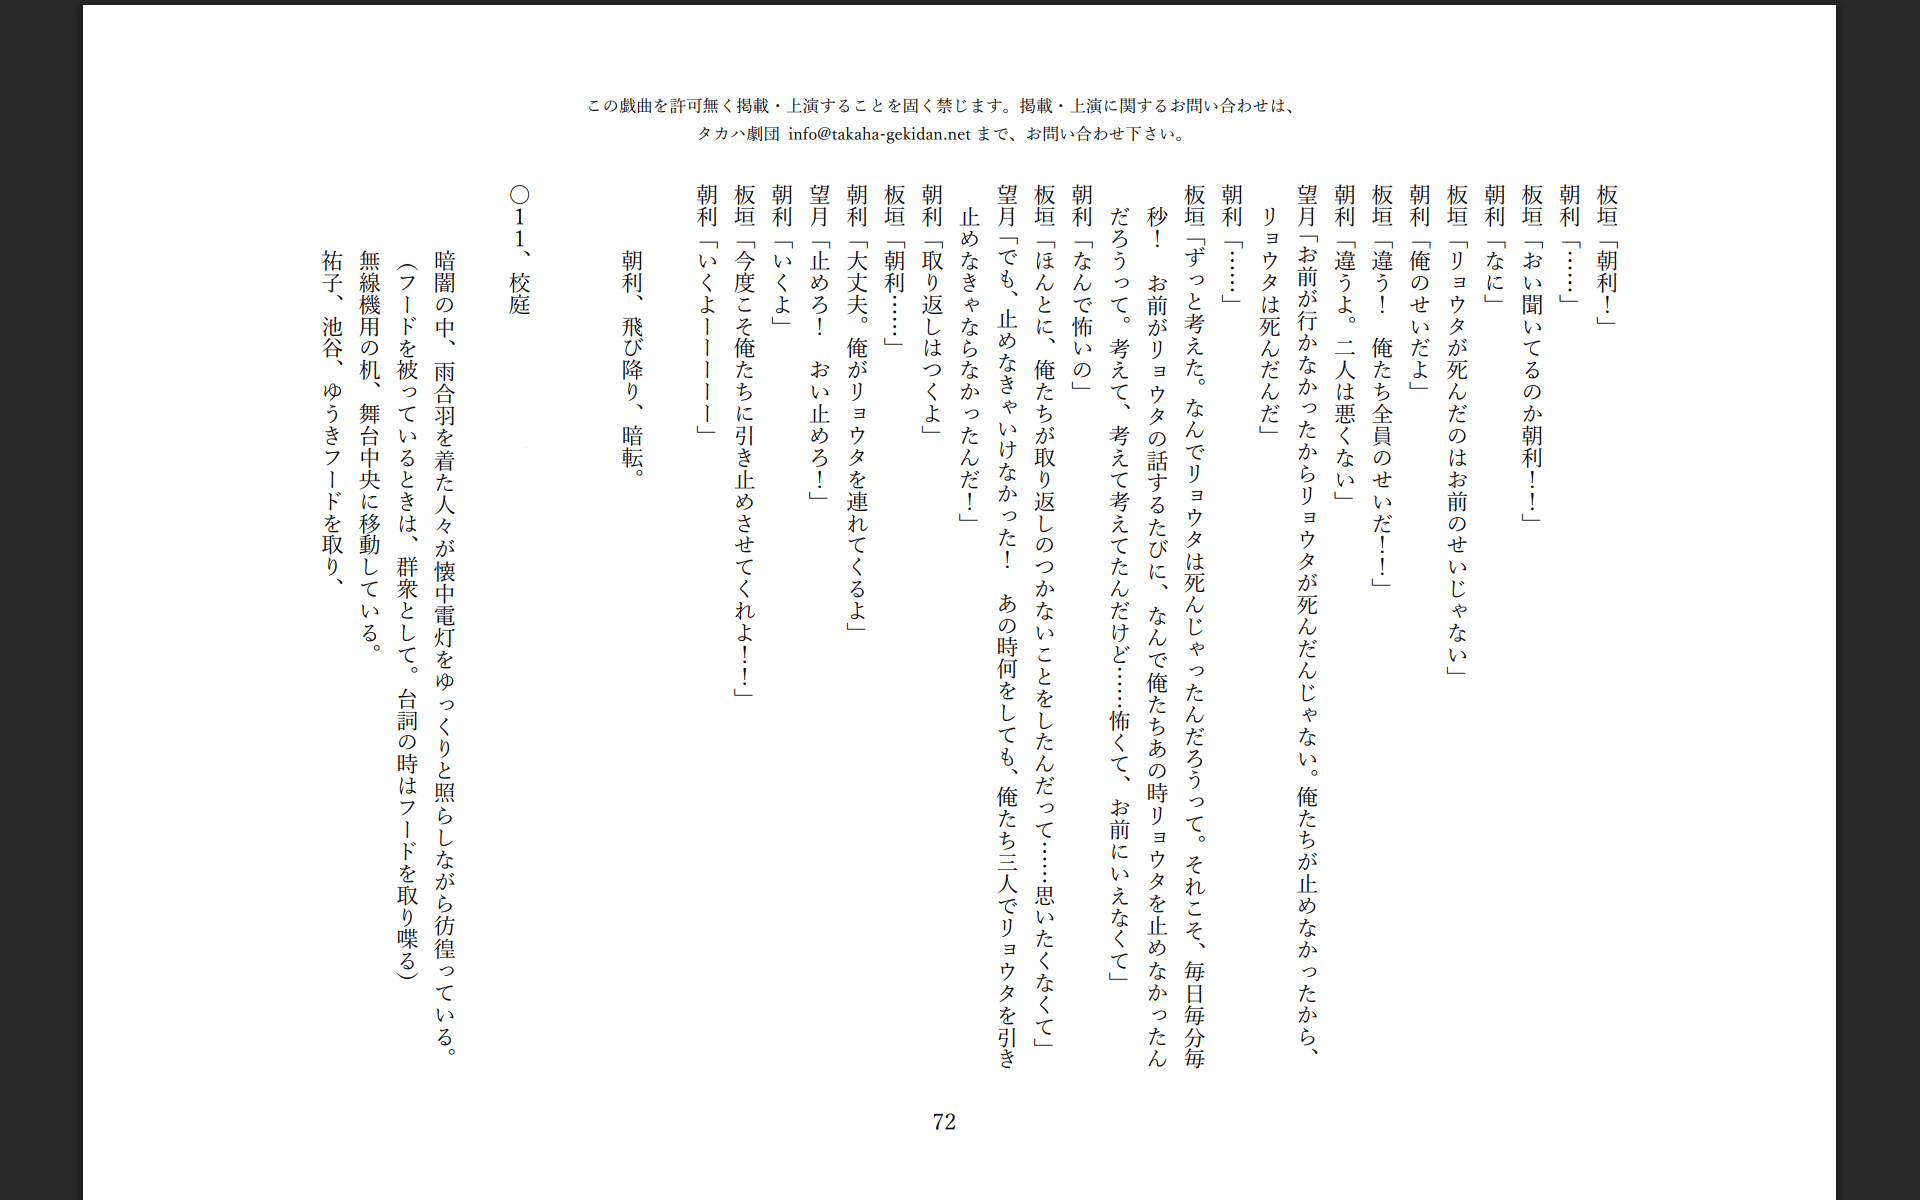 この戯曲を許可無く掲載・上演することを固く禁じます。掲載・上演に関するお問い合わせは、
タカハ劇団 info@takaha-gekidan.net まで、お問い合わせ下さい。
板垣「朝利！」
朝利「……」
板垣「おい聞いてるのか朝利！！」
朝利「なに」
板垣「リョウタが死んだのはお前のせいじゃない」
朝利「俺のせいだよ」
板垣「違う！　俺たち全員のせいだ！！」
朝利「違うよ。二人は悪くない」
望月「お前が行かなかったからリョウタが死んだんじゃない。俺たちが止めなかったから、
リョウタは死んだんだ」
朝利「……」
板垣「ずっと考えた。なんでリョウタは死んじゃったんだろうって。それこそ、毎日毎分毎
秒！　お前がリョウタの話するたびに、なんで俺たちあの時リョウタを止めなかったん
だろうって。考えて、考えて考えてたんだけど……怖くて、お前にいえなくて」
朝利「なんで怖いの」
板垣「ほんとに、俺たちが取り返しのつかないことをしたんだって……思いたくなくて」
望月「でも、止めなきゃいけなかった！　あの時何をしても、俺たち三人でリョウタを引き
止めなきゃならなかったんだ！」
朝利「取り返しはつくよ」
板垣「朝利……」
朝利「大丈夫。俺がリョウタを連れてくるよ」
望月「止めろ！　おい止めろ！」
朝利「いくよ」
板垣「今度こそ俺たちに引き止めさせてくれよ！！」
朝利「いくよーーーーー」
朝利、飛び降り、暗転。
〇１１、校庭
暗闇の中、雨合羽を着た人々が懐中電灯をゆっくりと照らしながら彷徨っている。
（フードを被っているときは、群衆として。台詞の時はフードを取り喋る）
無線機用の机、舞台中央に移動している。
祐子、池谷、ゆうきフードを取り、
72